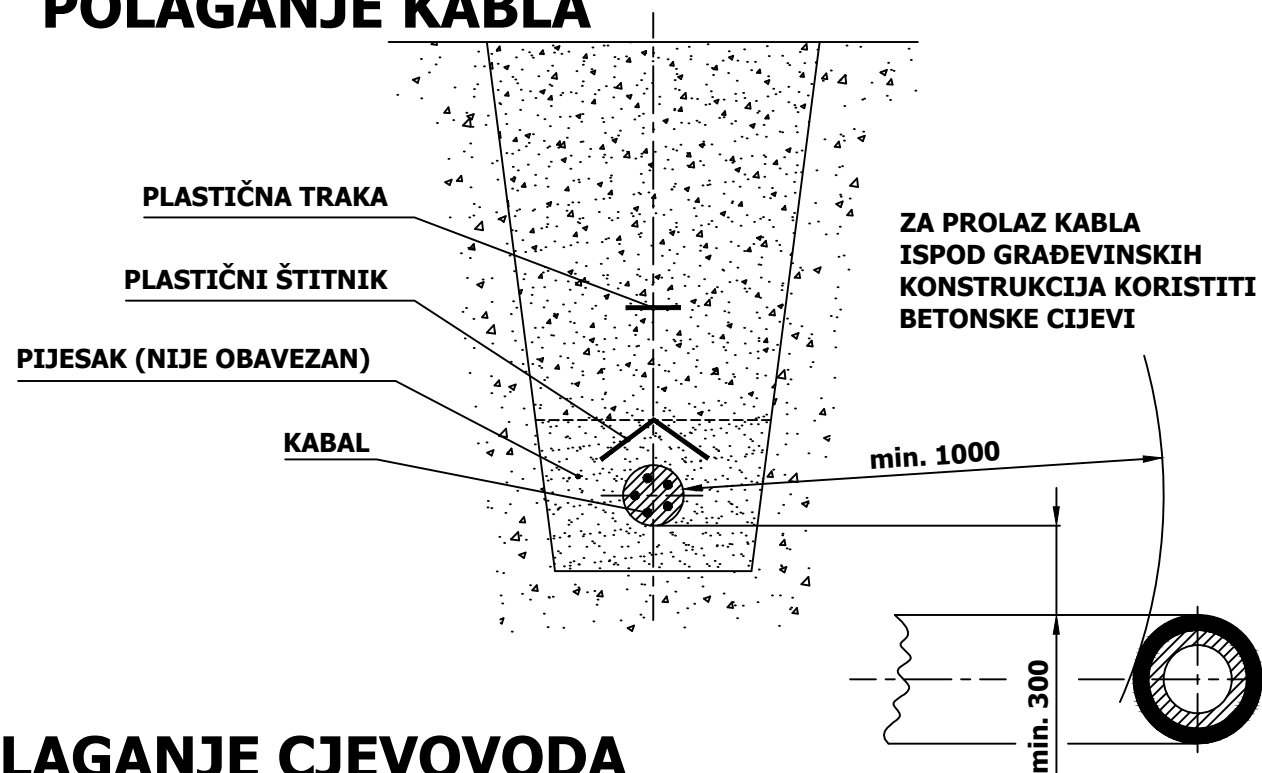 POLAGANJE KABLA
PLASTIČNA TRAKA
PLASTIČNI ŠTITNIK
PIJESAK (NIJE OBAVEZAN)
KABAL
ZA PROLAZ KABLA
ISPOD GRAĐEVINSKIH
KONSTRUKCIJA KORISTITI
BETONSKE CIJEVI
min. 1000
min. 300
LAGANJE CJEVOVODA